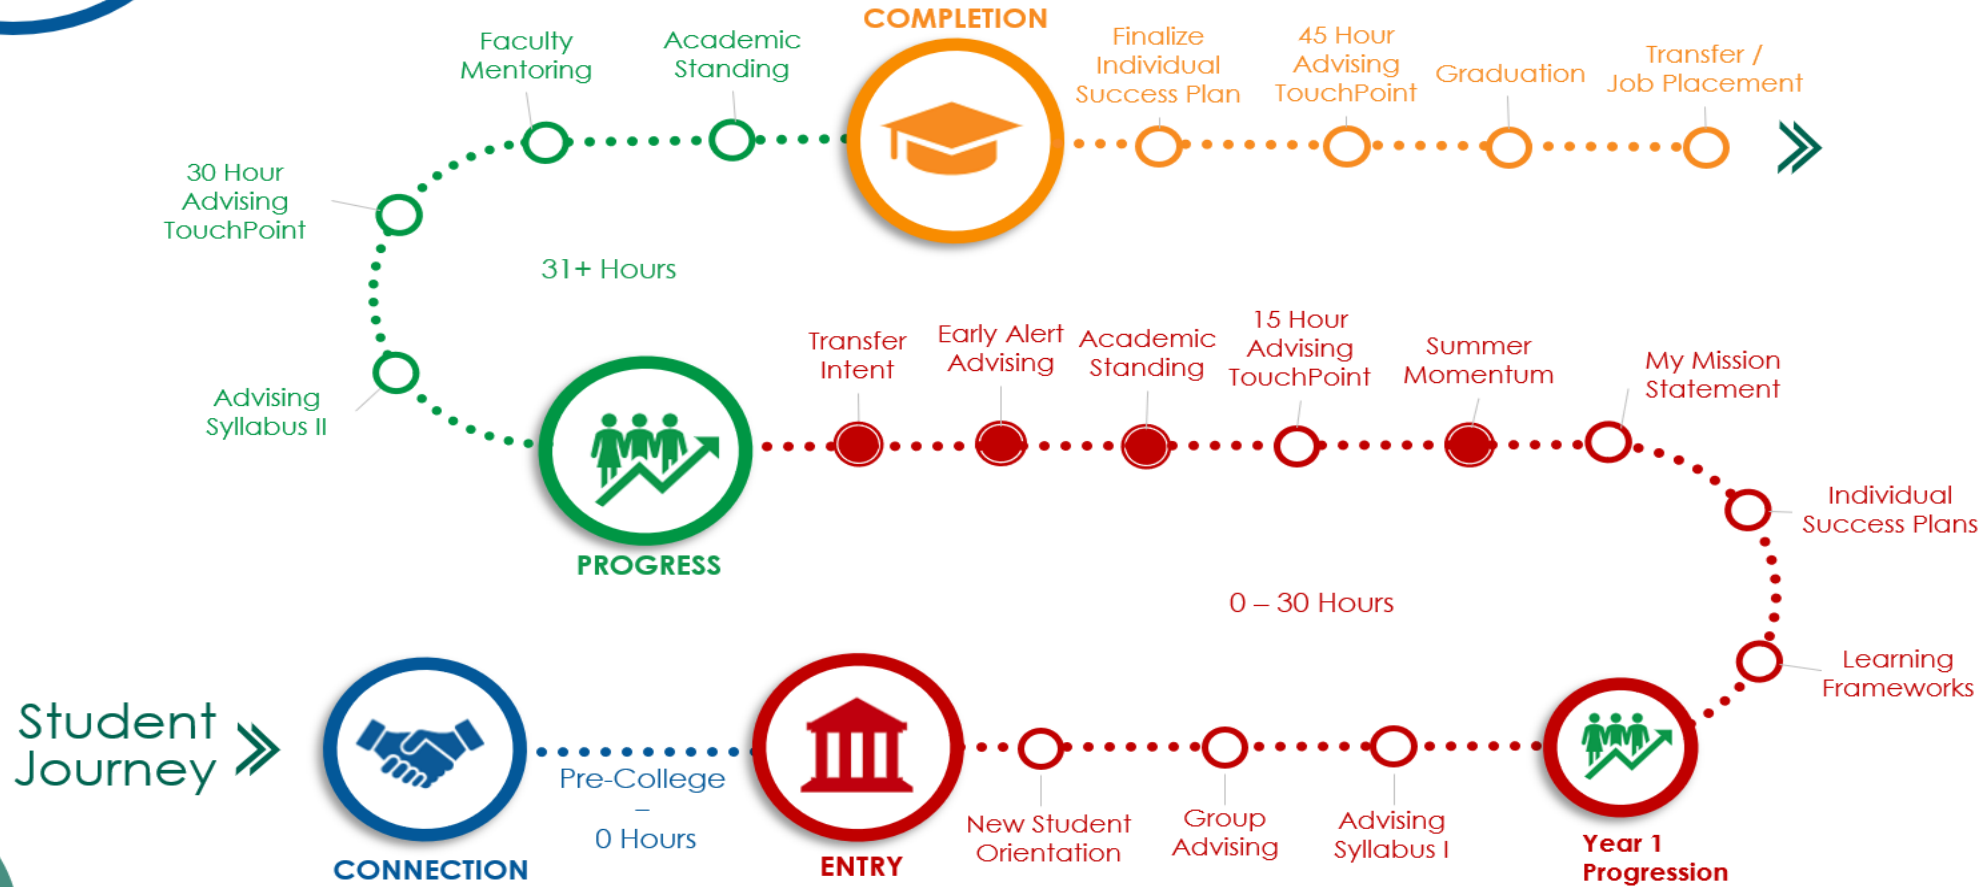 COMPLETION
Faculty
Mentoring
Academic
Standing
Finalize
Individual
Success Plan
45 Hour
Advising
TouchPoint
Graduation
Transfer /
Job Placement
30 Hour
Advising
TouchPoint
31+ Hours
Advising
Syllabus II
PROGRESS
Transfer
Intent
Early Alert
Advising
Academic
Standing
15 Hour
Advising
TouchPoint
Summer
Momentum
My Mission
Statement
Individual
Success Plans
0 – 30 Hours
Learning
Frameworks
Student
Journey
CONNECTION
Pre-College
–
0 Hours
ENTRY
New Student
Orientation
Group
Advising
Advising
Syllabus I
Year 1
Progression